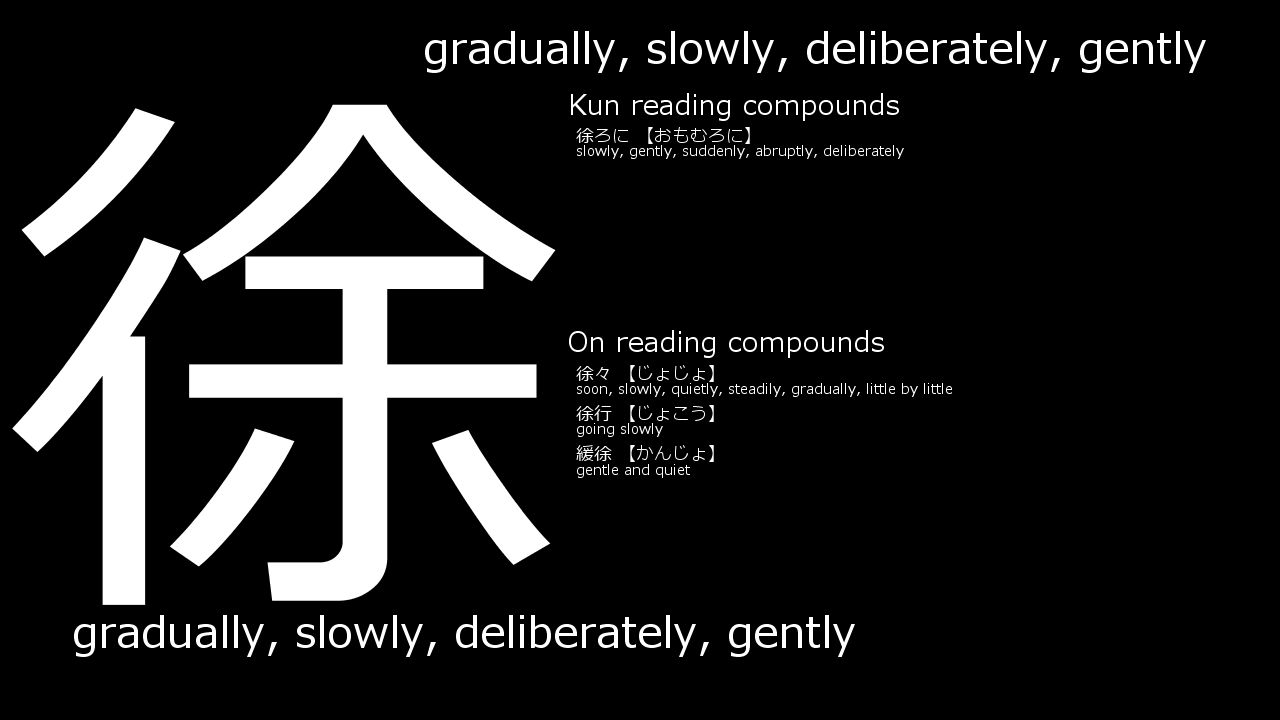 gradually, slowly, deliberately, gently
徐
Kun reading compounds
徐ろに 【おもむろに】
slowly, gently, suddenly, abruptly, deliberately
On reading compounds
徐々 【じょじょ】
soon, slowly, quietly, steadily, gradually, little by little
徐行 【じょこう】
going slowly
緩徐 【かんじょ】
gentle and quiet
gradually, slowly, deliberately, gently